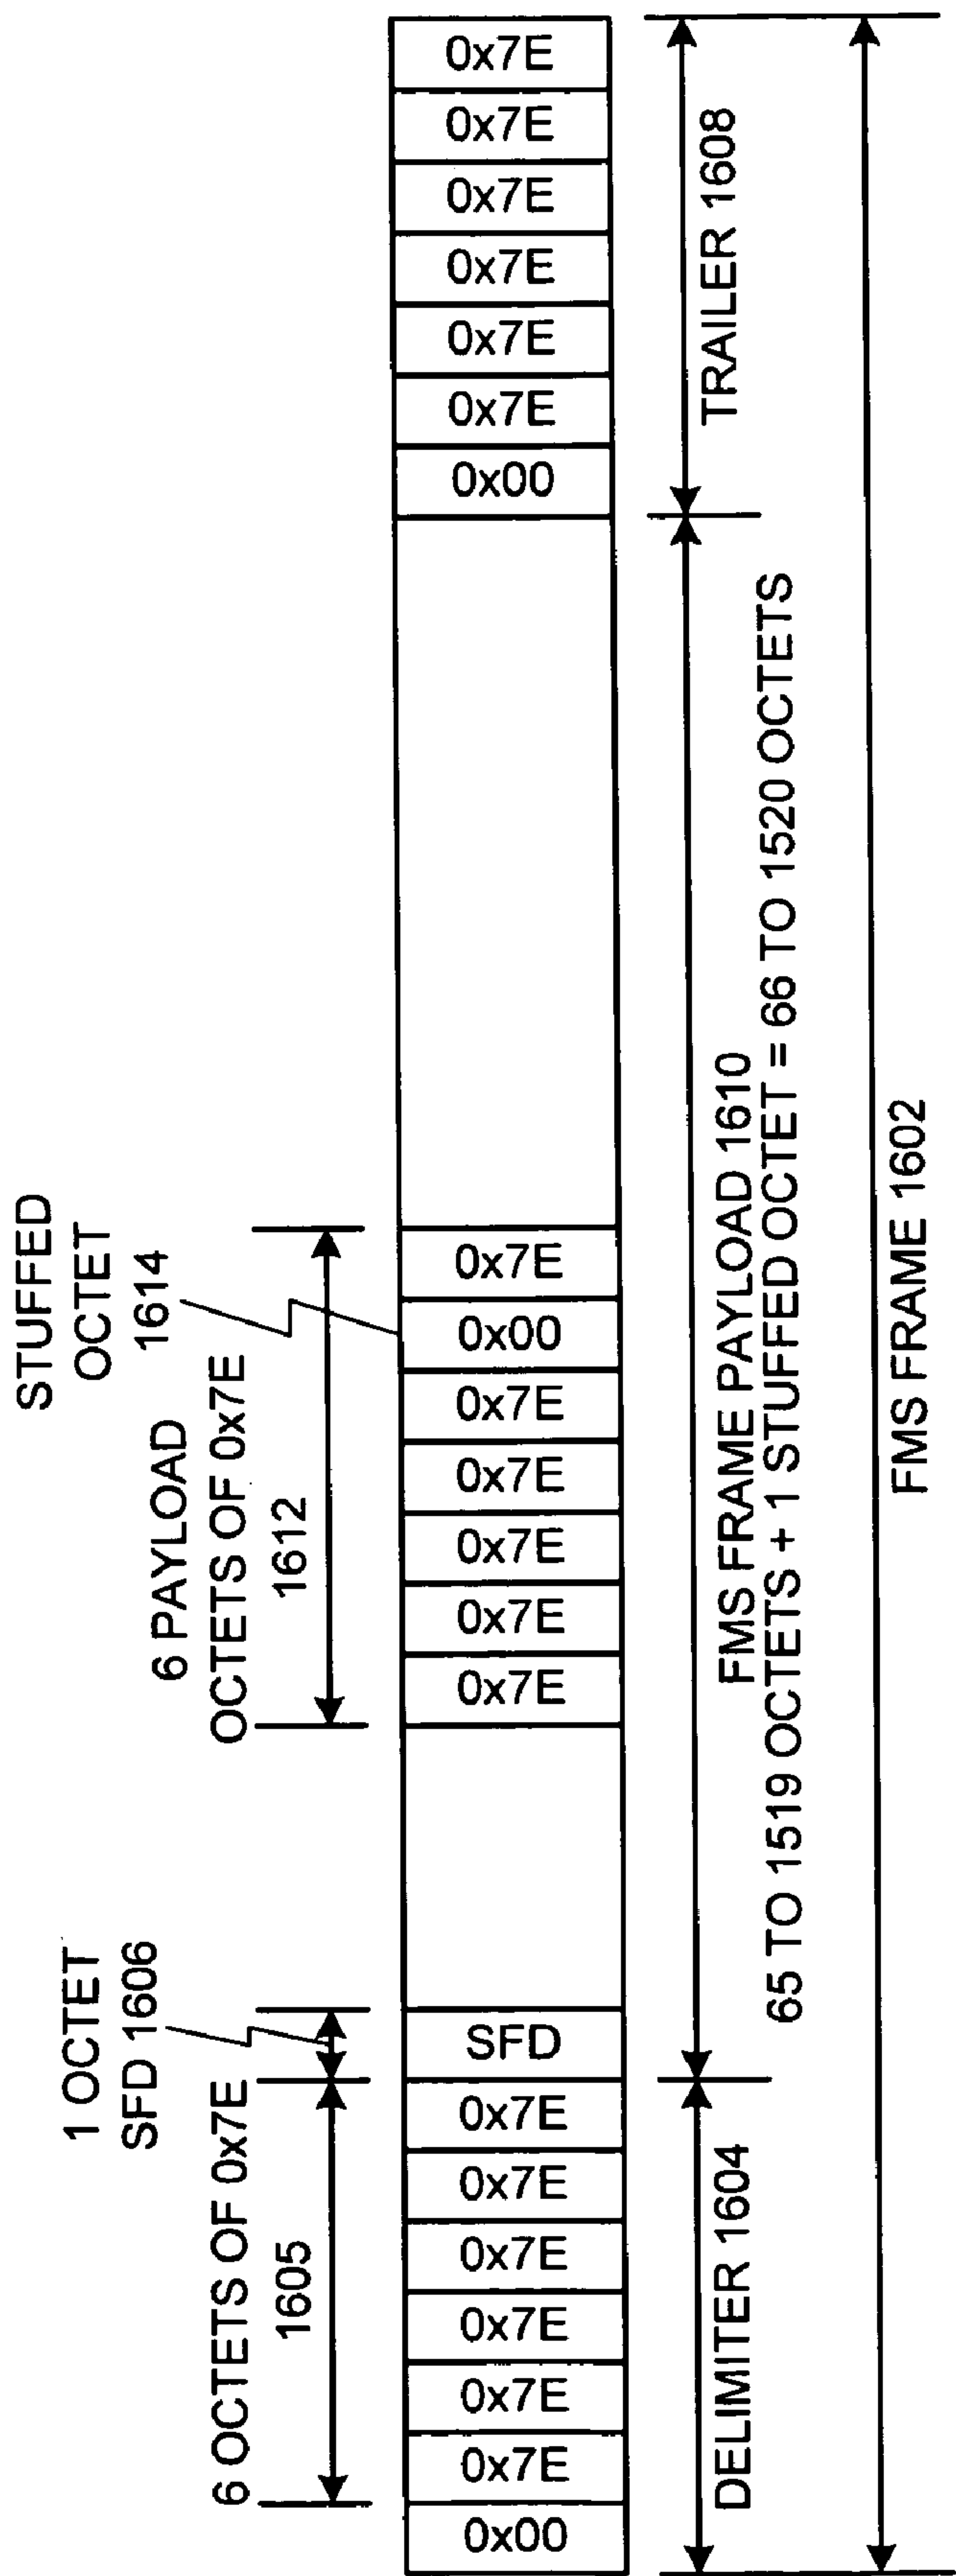 STUFFED
OCTET
1614
6 PAYLOAD
OCTETS OF 0x7E
1612
1 OCTET
SFD 1606
6 OCTETS OF 0x7E
1605
0x00
0x7E
0x7E
0x7E
0x7E
0x7E
0x7E
SFD
0x7E
0x7E
0x7E
0x7E
0x7E
0x00
0x7E
0x00
0x7E
0x7E
0x7E
0x7E
0x7E
0x7E
DELIMITER 1604
FMS FRAME PAYLOAD 1610
65 TO 1519 OCTETS + 1 STUFFED OCTET = 66 TO 1520 OCTETS
TRAILER 1608
FMS FRAME 1602